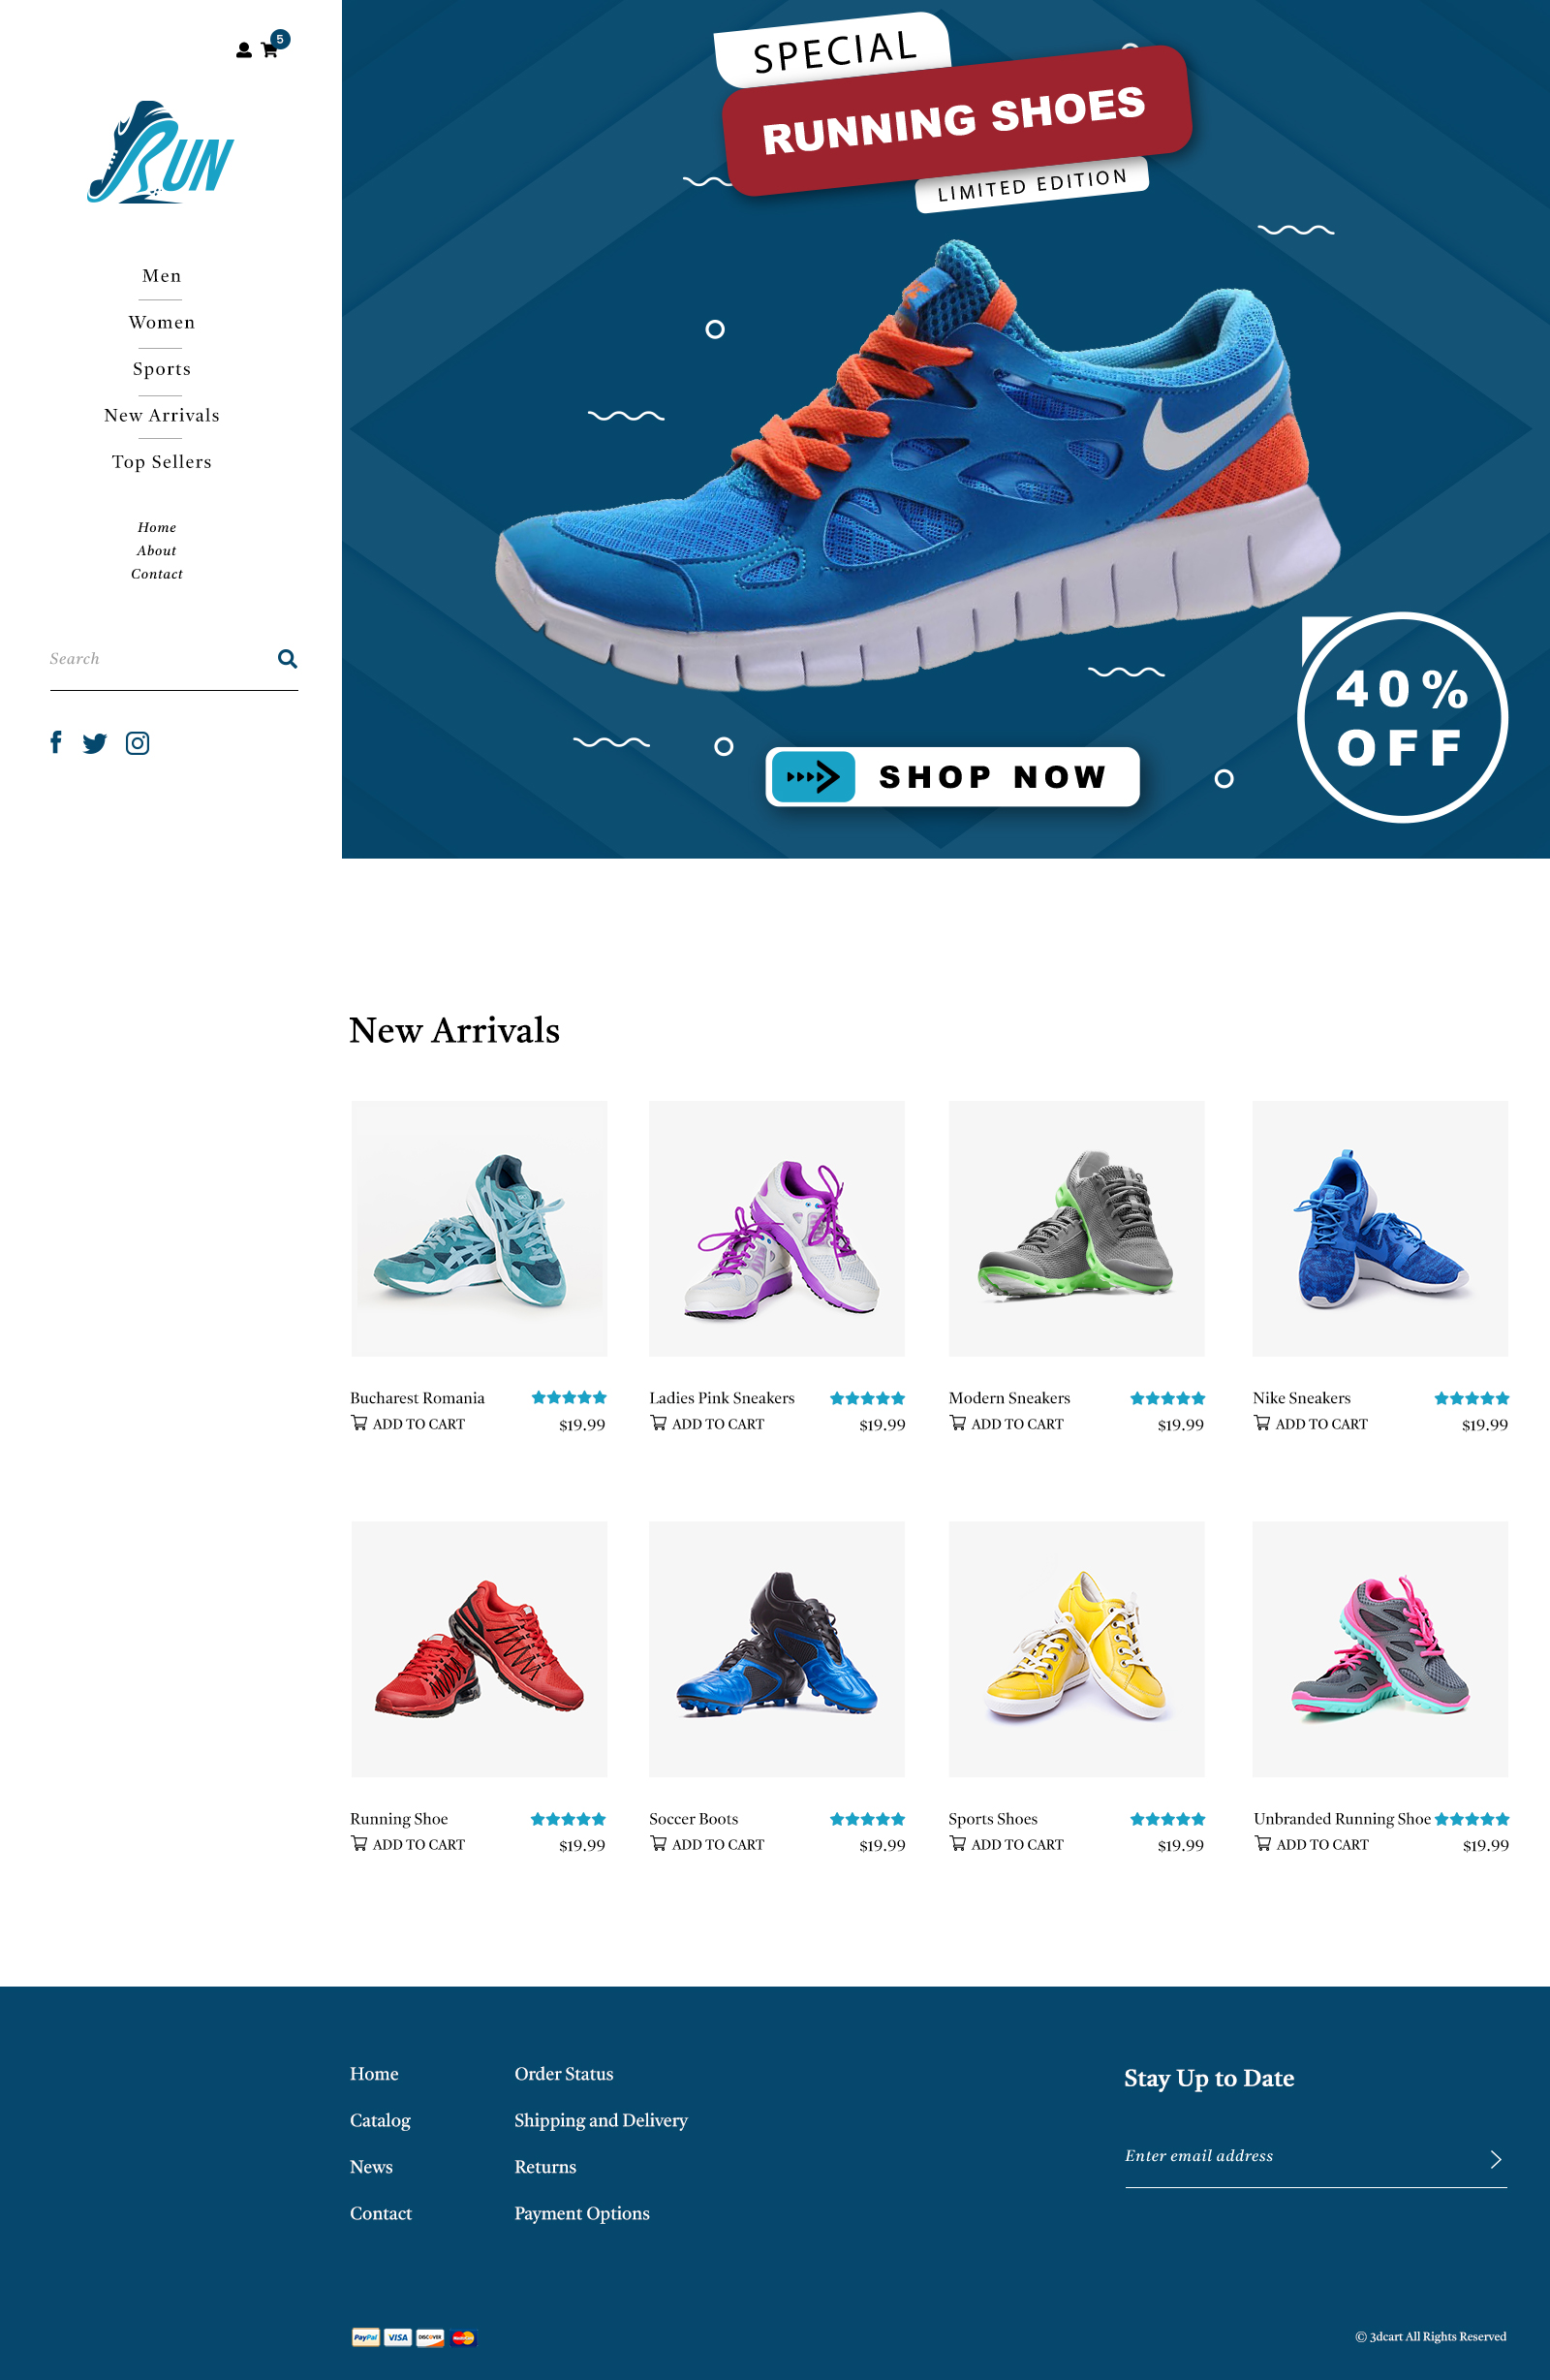 5
RUN
Men
Women
Sports
New Arrivals
Top Sellers
Home
About
Contact
Search
SPECIAL
RUNNING SHOES
LIMITED EDITION
40%
OFF
SHOP NOW
New Arrivals
Bucharest Romania
ADD TO CART $19.99
Ladies Pink Sneakers
ADD TO CART $19.99
Modern Sneakers
ADD TO CART $19.99
Nike Sneakers
ADD TO CART $19.99
Running Shoe
ADD TO CART $19.99
Soccer Boots
ADD TO CART $19.99
Sports Shoes
ADD TO CART $19.99
Unbranded Running Shoe
ADD TO CART $19.99
Home
Catalog
News
Contact
Order Status
Shipping and Delivery
Returns
Payment Options
Stay Up to Date
Enter email address
PayPal VISA DISCOVER MasterCard
© 3dcart All Rights Reserved